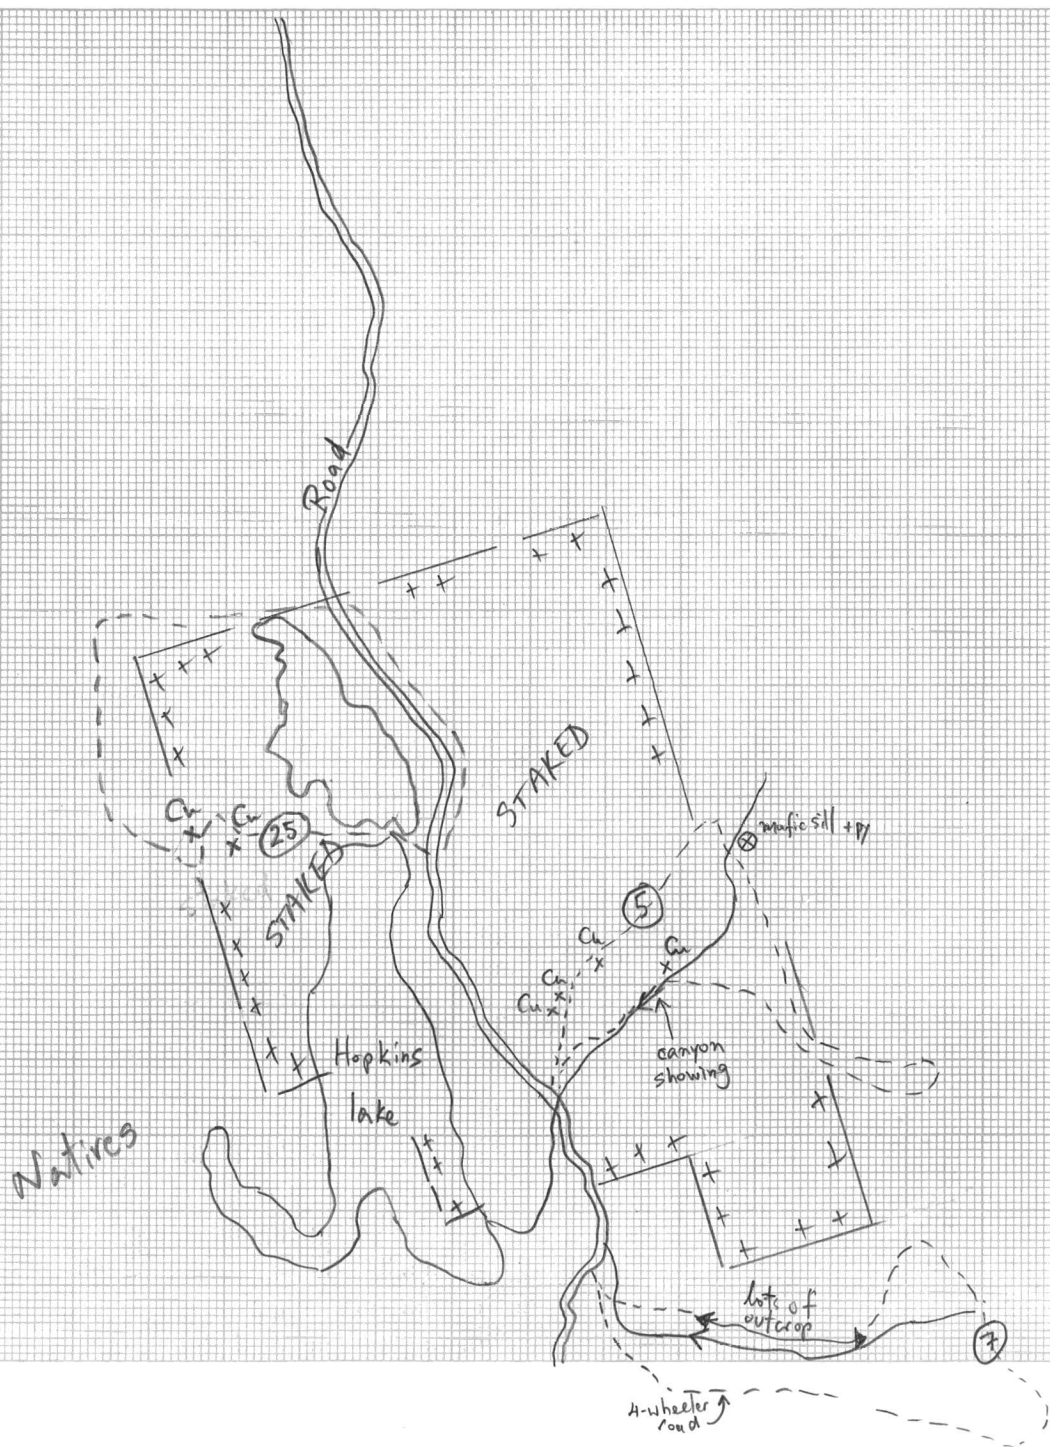 Road
STAKED
Cu
Cu
25
mafic sill + py
STAKED
5
Cu
Cu
Cu
Cu
canyon
showing
Hopkins
lake
Natives
lots of
outcrop
7
4-wheeler
road